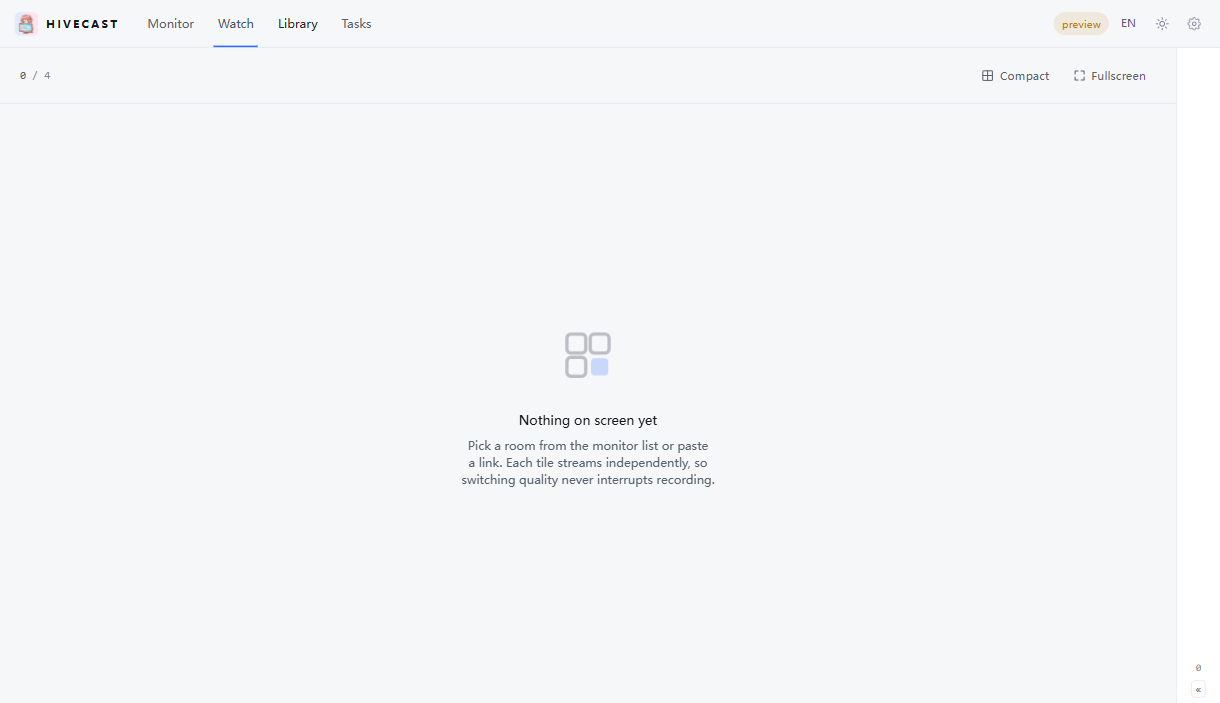 HIVECAST Monitor Watch Library Tasks preview EN
0 / 4 Compact Fullscreen
Nothing on screen yet
Pick a room from the monitor list or paste
a link. Each tile streams independently, so
switching quality never interrupts recording.
0
«